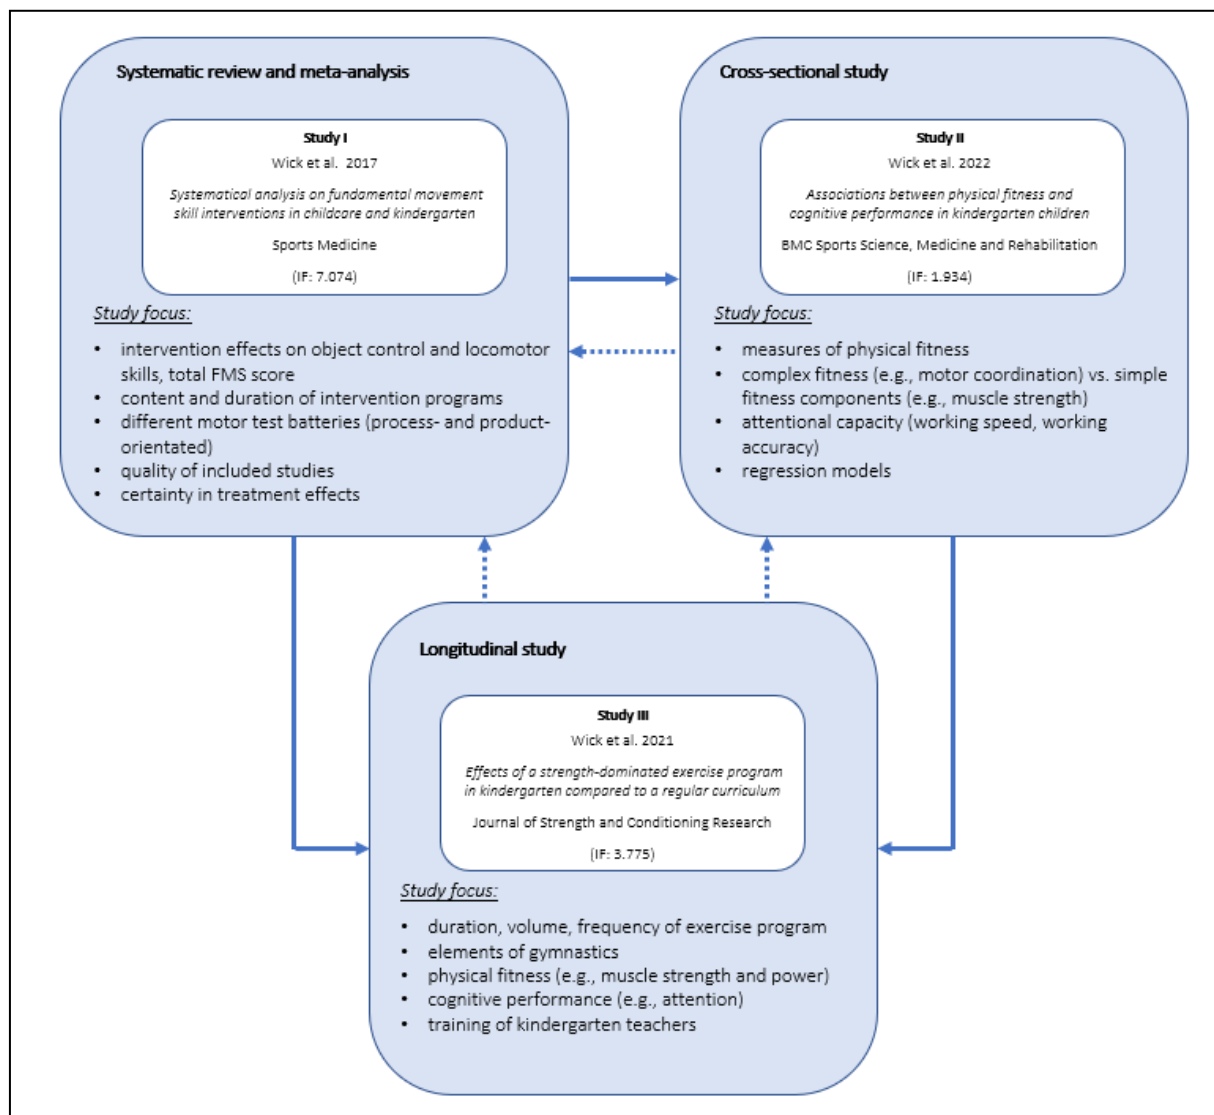 Systematic review and meta-analysis
Study I
Wick et al. 2017
Systematical analysis on fundamental movement
skill interventions in childcare and kindergarten
Sports Medicine
(IF: 7.074)
Study focus:
• intervention effects on object control and locomotor
skills, total FMS score
• content and duration of intervention programs
• different motor test batteries (process- and product-
orientated)
• quality of included studies
• certainty in treatment effects
Cross-sectional study
Study II
Wick et al. 2022
Associations between physical fitness and
cognitive performance in kindergarten children
BMC Sports Science, Medicine and Rehabilitation
(IF: 1.934)
Study focus:
• measures of physical fitness
• complex fitness (e.g., motor coordination) vs. simple
fitness components (e.g., muscle strength)
• attentional capacity (working speed, working
accuracy)
• regression models
Longitudinal study
Study III
Wick et al. 2021
Effects of a strength-dominated exercise program
in kindergarten compared to a regular curriculum
Journal of Strength and Conditioning Research
(IF: 3.775)
Study focus:
• duration, volume, frequency of exercise program
• elements of gymnastics
• physical fitness (e.g., muscle strength and power)
• cognitive performance (e.g., attention)
• training of kindergarten teachers